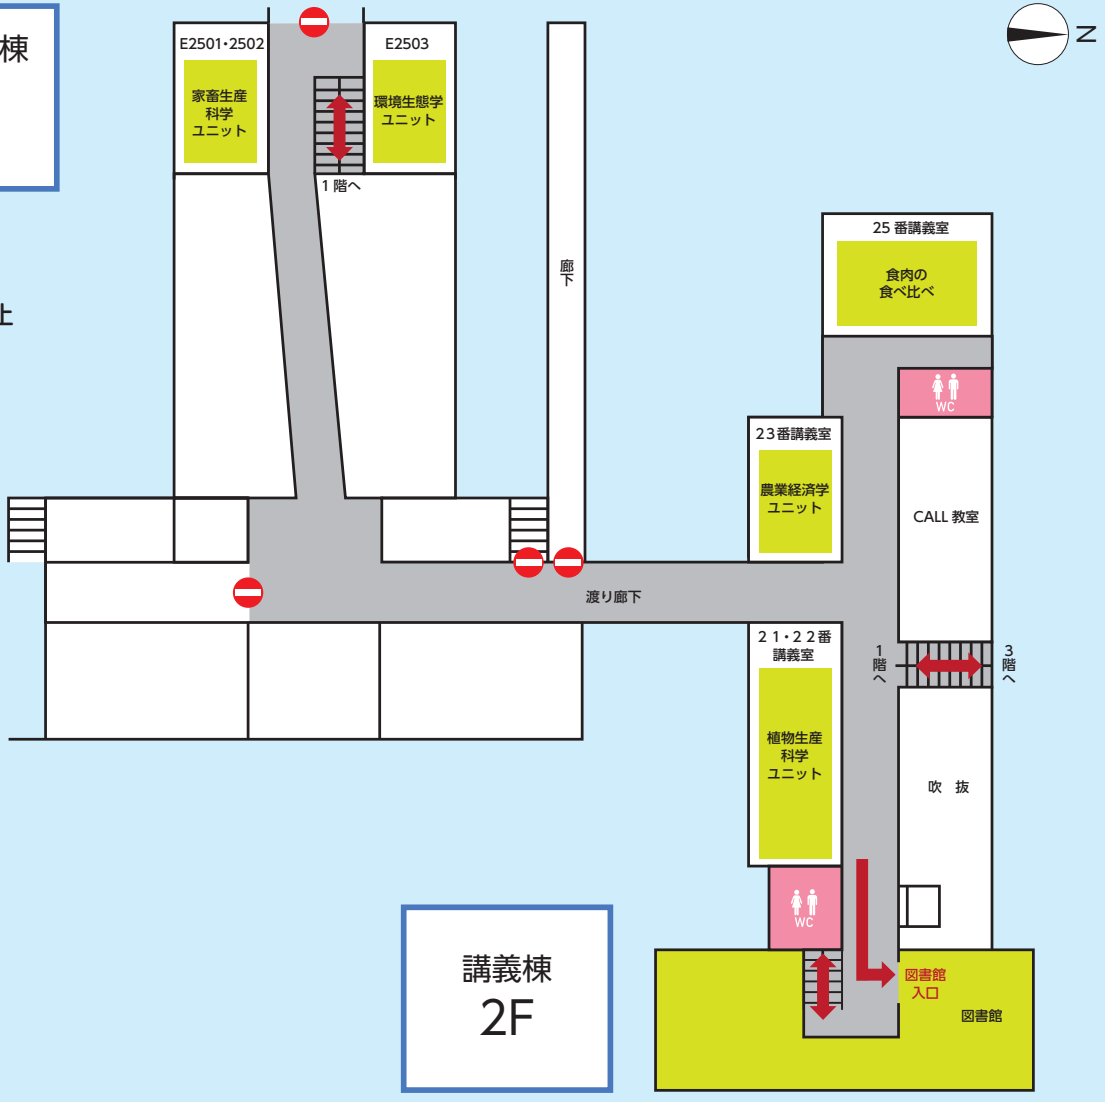 棟
止
N
E2501・2502
家畜生産
科学
ユニット
E2503
環境生態学
ユニット
1 階へ
廊下
25 番講義室
食肉の
食べ比べ
WC
23番講義室
農業経済学
ユニット
CALL 教室
渡り廊下
2 1・2 2番
講義室
植物生産
科学
ユニット
1階へ
3階へ
吹 抜
WC
図書館
入口
図書館
講義棟
2F